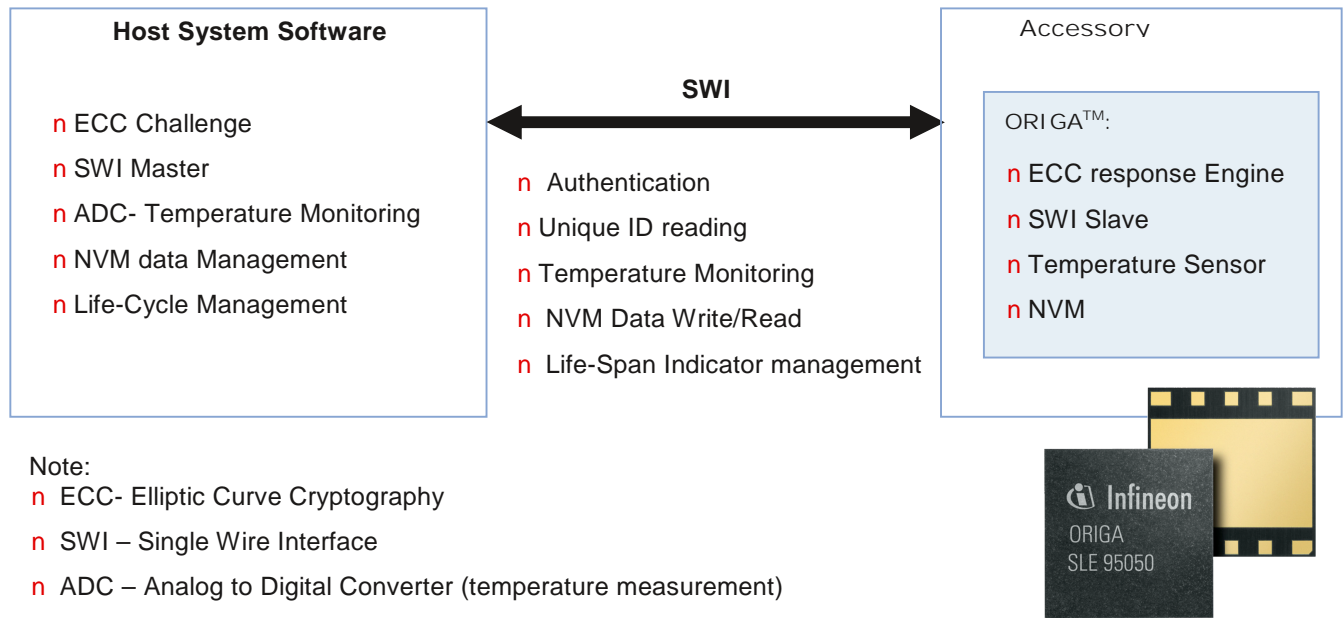 Host System Software
n ECC Challenge
n SWI Master
n ADC- Temperature Monitoring
n NVM data Management
n Life-Cycle Management
SWI
n Authentication
n Unique ID reading
n Temperature Monitoring
n NVM Data Write/Read
n Life-Span Indicator management
Accessory
ORIGA™:
n ECC response Engine
n SWI Slave
n Temperature Sensor
n NVM
Note:
n ECC- Elliptic Curve Cryptography
n SWI – Single Wire Interface
n ADC – Analog to Digital Converter (temperature measurement)
Infineon
ORIGA
SLE 95050